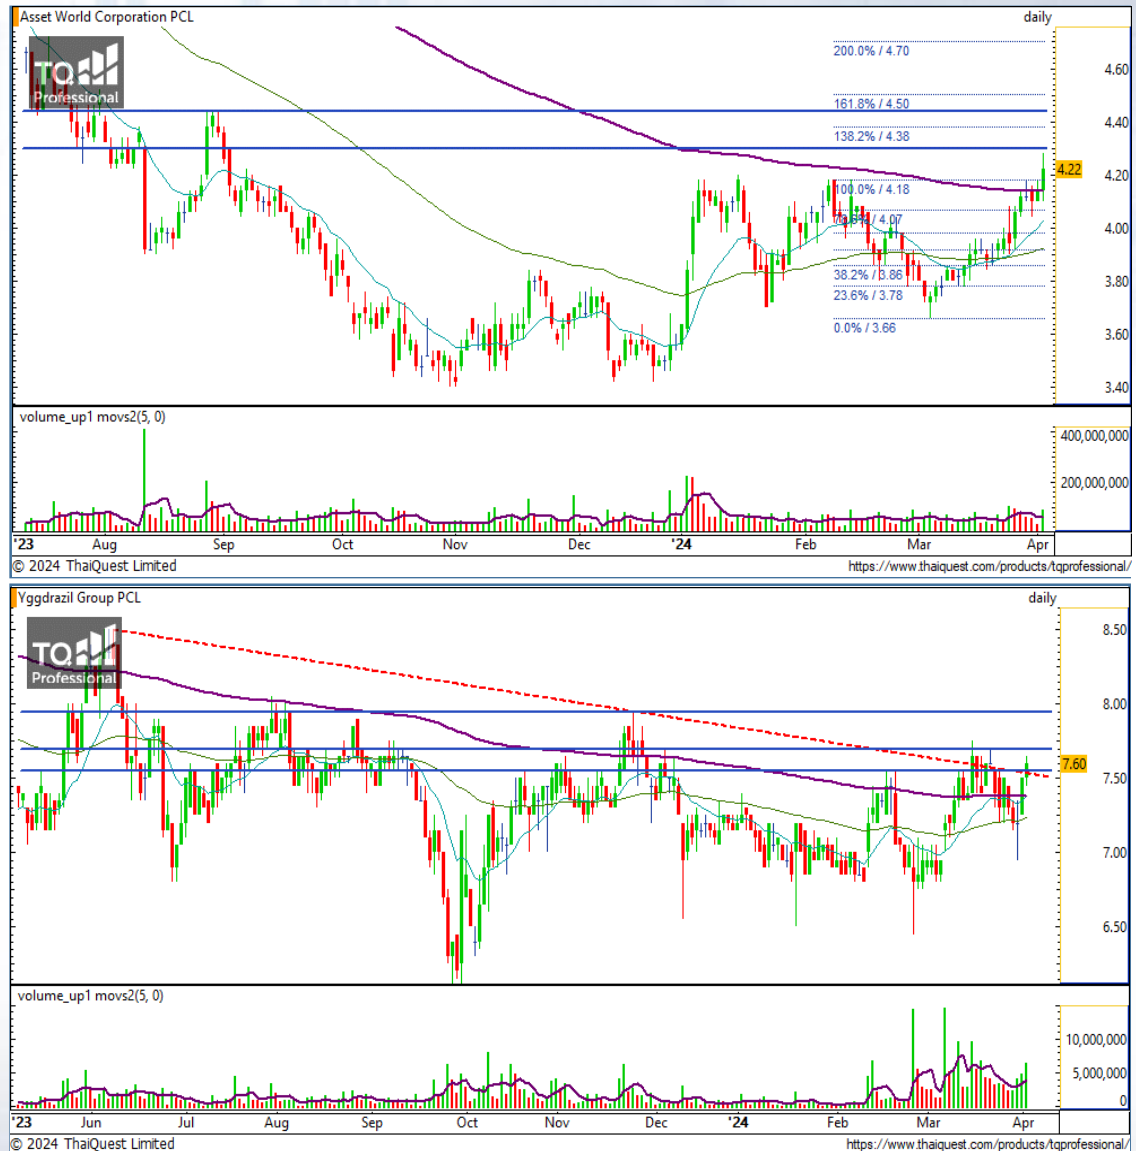 Asset World Corporation PCL
daily
TQ
Professional
200.0% / 4.70
161.8% / 4.50
138.2% / 4.38
100.0% / 4.18
/ 4.07
38.2% / 3.86
23.6% / 3.78
0.0% / 3.66
4.60
4.40
4.22
4.20
4.00
3.80
3.60
3.40
volume_up1 movs2(5, 0)
400,000,000
200,000,000
'23 Aug Sep Oct Nov Dec '24 Feb Mar Apr
© 2024 ThaiQuest Limited
https://www.thaiquest.com/products/tqprofessional/
Yggdrazil Group PCL
daily
TQ
Professional
8.50
8.00
7.60
7.50
7.00
6.50
volume_up1 movs2(5, 0)
10,000,000
5,000,000
0
'23 Jun Jul Aug Sep Oct Nov Dec '24 Feb Mar Apr
© 2024 ThaiQuest Limited
https://www.thaiquest.com/products/tqprofessional/